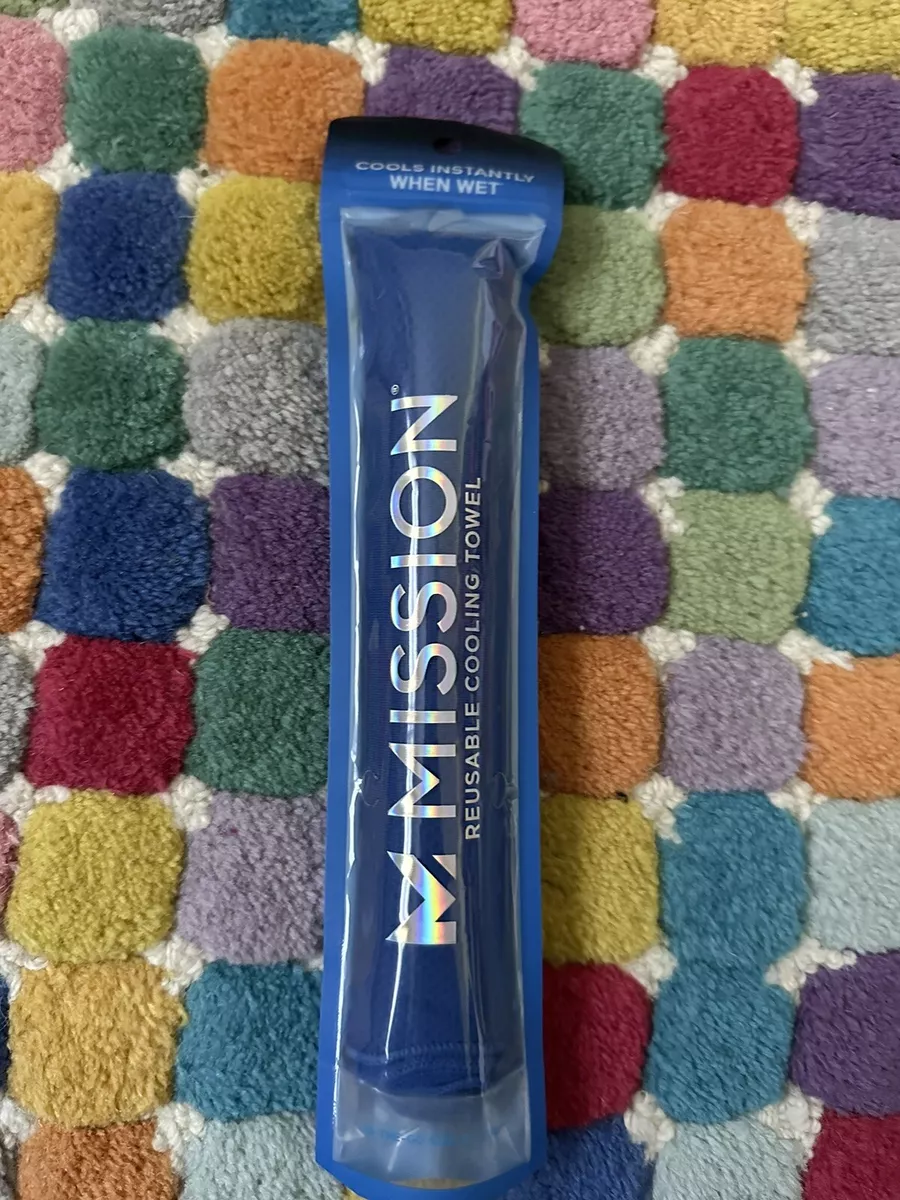 COOLS INSTANTLY
WHEN WET
MISSION®
REUSABLE COOLING TOWEL